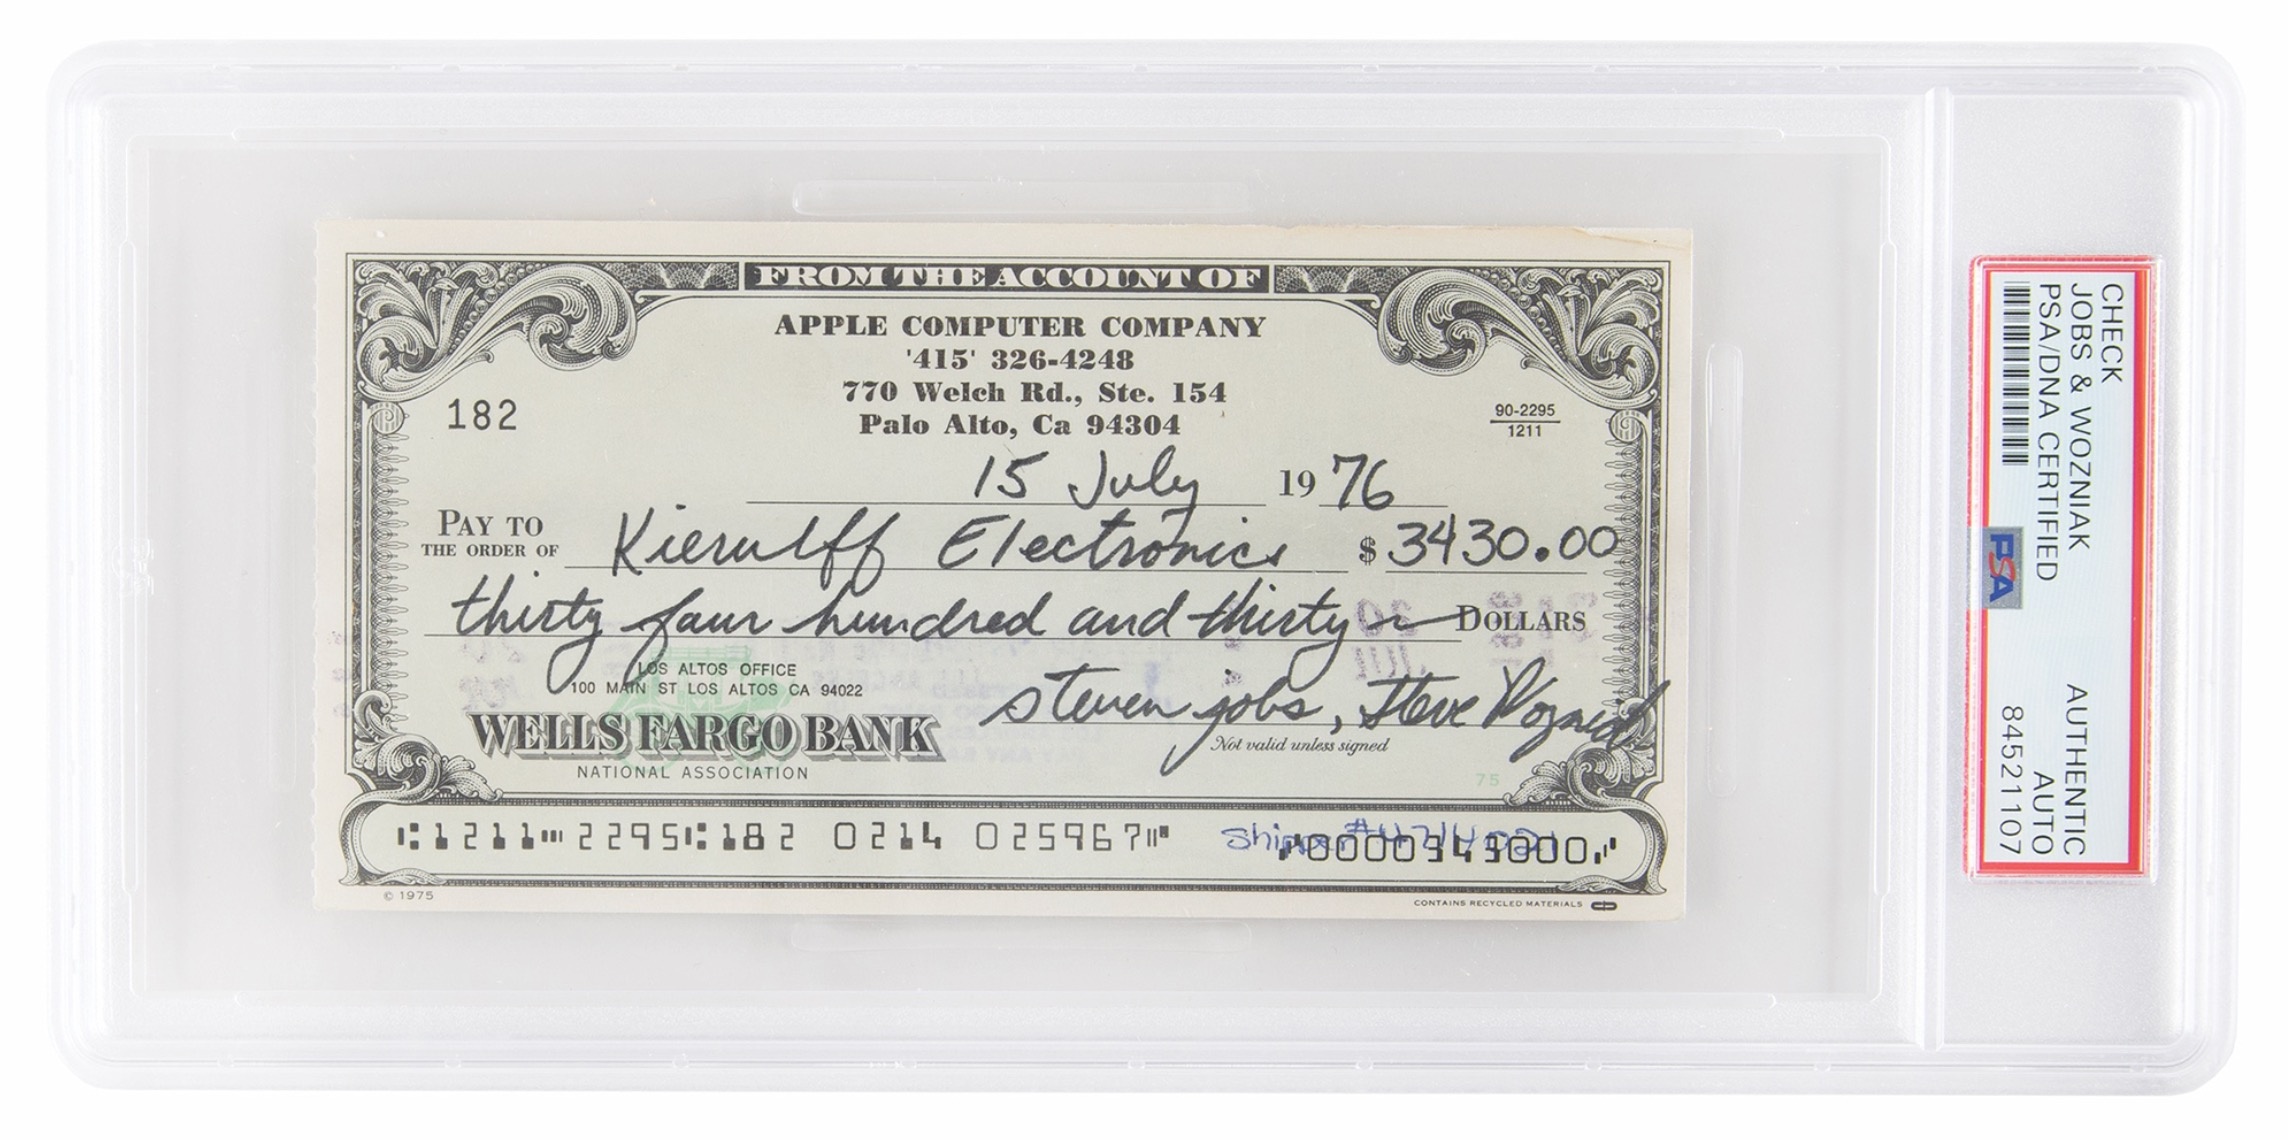 FROM THE ACCOUNT OF
APPLE COMPUTER COMPANY
'415' 326-4248
770 Welch Rd., Ste. 154
Palo Alto, Ca 94304
182
90-2295
1211
15 July 1976
PAY TO
THE ORDER OF Kierulff Electronics $ 3430.00
thirty four hundred and thirty DOLLARS
LOS ALTOS OFFICE
100 MAIN ST LOS ALTOS CA 94022
WELLS FARGO BANK
NATIONAL ASSOCIATION
steven jobs, Steve Wozniak
Not valid unless signed
75
⑆1211⑉2295⑆182 0214 025967⑈ ⑇0000343000⑇
© 1975
CONTAINS RECYCLED MATERIALS
CHECK
JOBS & WOZNIAK AUTHENTIC
PSA/DNA CERTIFIED AUTO
84521107
PSA